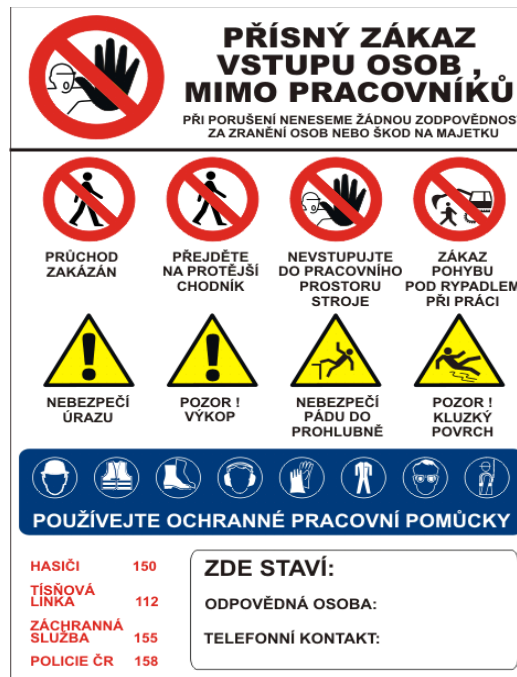 PŘÍSNÝ ZÁKAZ
VSTUPU OSOB ,
MIMO PRACOVNÍKŮ
PŘI PORUŠENÍ NENESEME ŽÁDNOU ZODPOVĚDNOST
ZA ZRANĚNÍ OSOB NEBO ŠKOD NA MAJETKU
PRŮCHOD
ZAKÁZÁN
PŘEJDĚTE
NA PROTĚJŠÍ
CHODNÍK
NEVSTUPUJTE
DO PRACOVNÍHO
PROSTORU
STROJE
ZÁKAZ
POHYBU
POD RYPADLEM
PŘI PRÁCI
NEBEZPEČÍ
ÚRAZU
POZOR !
VÝKOP
NEBEZPEČÍ
PÁDU DO
PROHLUBNĚ
POZOR !
KLUZKÝ
POVRCH
POUŽÍVEJTE OCHRANNÉ PRACOVNÍ POMŮCKY
HASIČI 150
TÍSŇOVÁ
LINKA 112
ZÁCHRANNÁ
SLUŽBA 155
POLICIE ČR 158
ZDE STAVÍ:
ODPOVĚDNÁ OSOBA:
TELEFONNÍ KONTAKT: